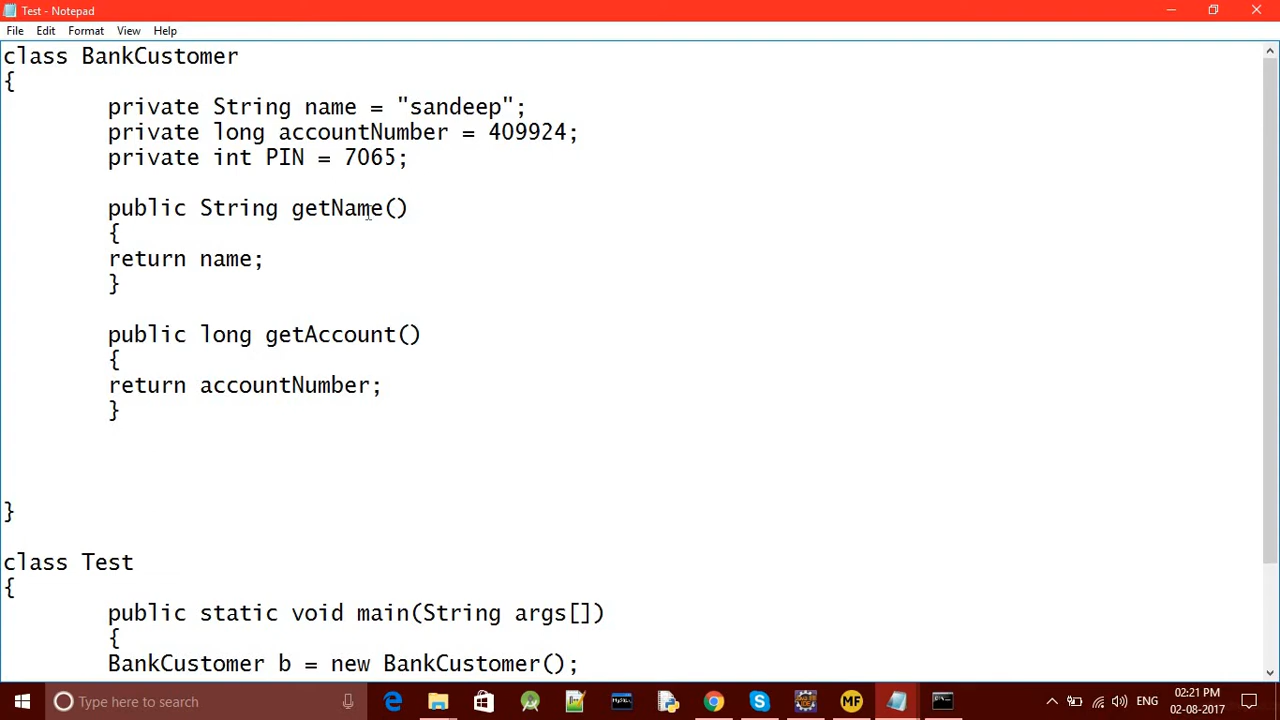 Test - Notepad
File Edit Format View Help
class BankCustomer
{
private String name = "sandeep";
private long accountNumber = 409924;
private int PIN = 7065;
public String getName()
{
return name;
}
public long getAccount()
{
return accountNumber;
}
}
class Test
{
public static void main(String args[])
{
BankCustomer b = new BankCustomer();
Type here to search
MF
ENG
02:21 PM
02-08-2017